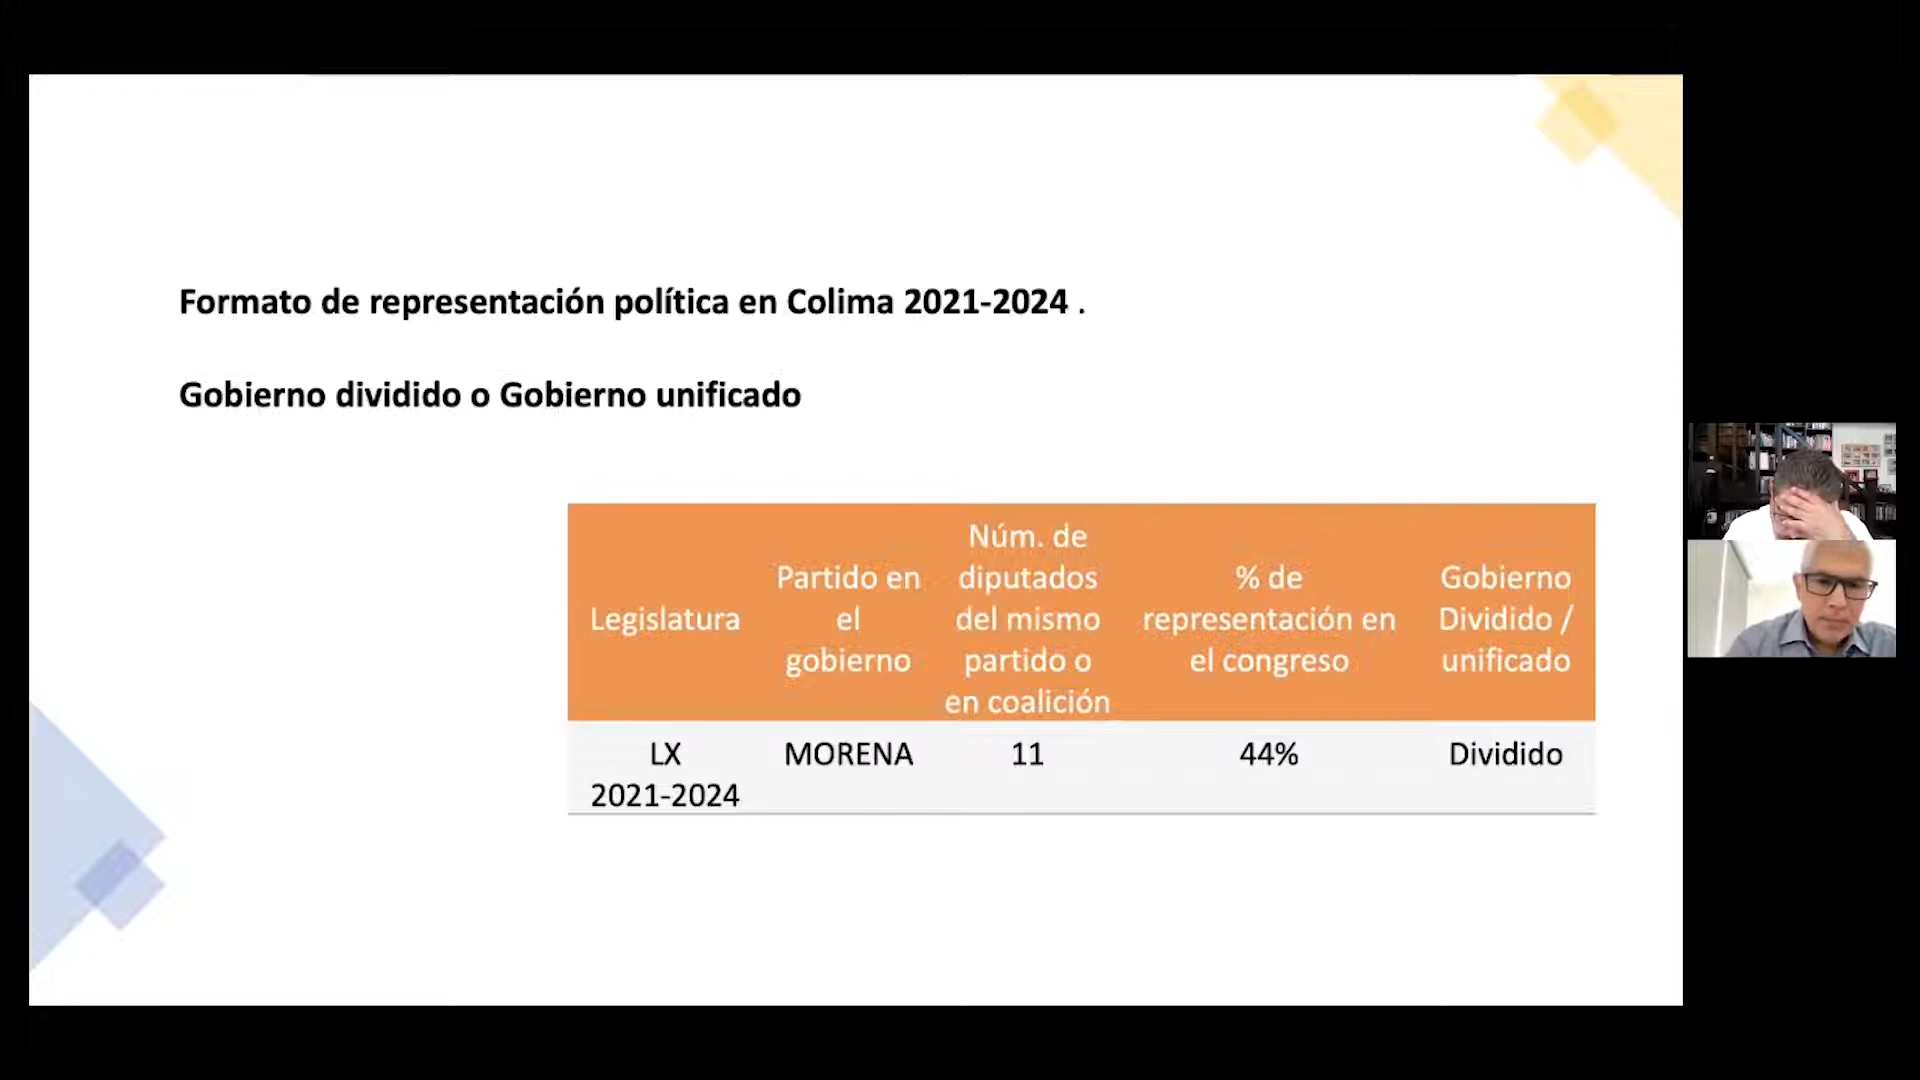 Formato de representación política en Colima 2021-2024 .
Gobierno dividido o Gobierno unificado
Legislatura
Partido en
el
gobierno
Núm. de
diputados
del mismo
partido o
en coalición
% de
representación en
el congreso
Gobierno
Dividido /
unificado
LX
2021-2024
MORENA
11
44%
Dividido